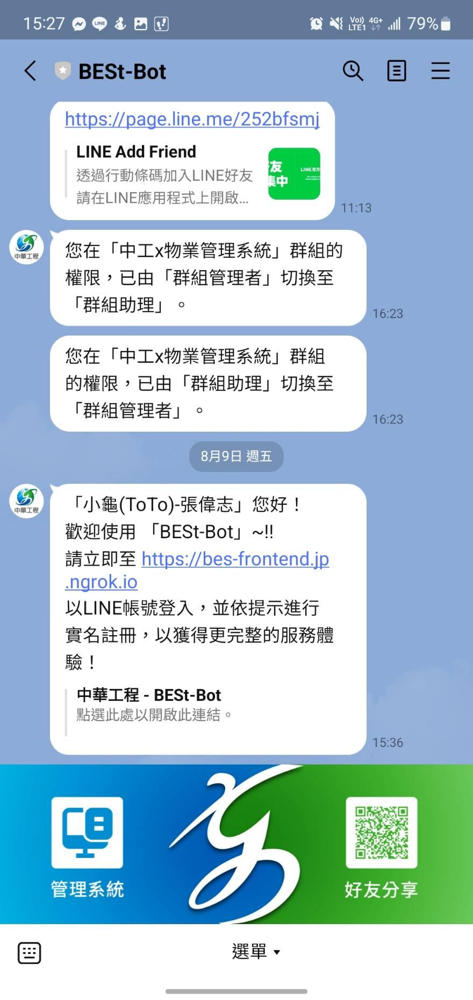 15:27
LINE
Vo)) 4G+
LTE1
79%
BESt-Bot
https://page.line.me/252bfsmj
LINE Add Friend
透過行動條碼加入LINE好友
請在LINE應用程式上開啟...
友
集中
LINE 官方
11:13
中華工程
您在「中工x物業管理系統」群組的
權限，已由「群組管理者」切換至
「群組助理」。
16:23
您在「中工x物業管理系統」群組
的權限，已由「群組助理」切換至
「群組管理者」。
16:23
8月9日 週五
中華工程
「小龜(ToTo)-張偉志」您好！
歡迎使用 「BESt-Bot」~!!
請立即至 https://bes-frontend.jp
.ngrok.io
以LINE帳號登入，並依提示進行
實名註冊，以獲得更完整的服務體
驗！
中華工程 - BESt-Bot
點選此處以開啟此連結。
15:36
管理系統
好友分享
選單